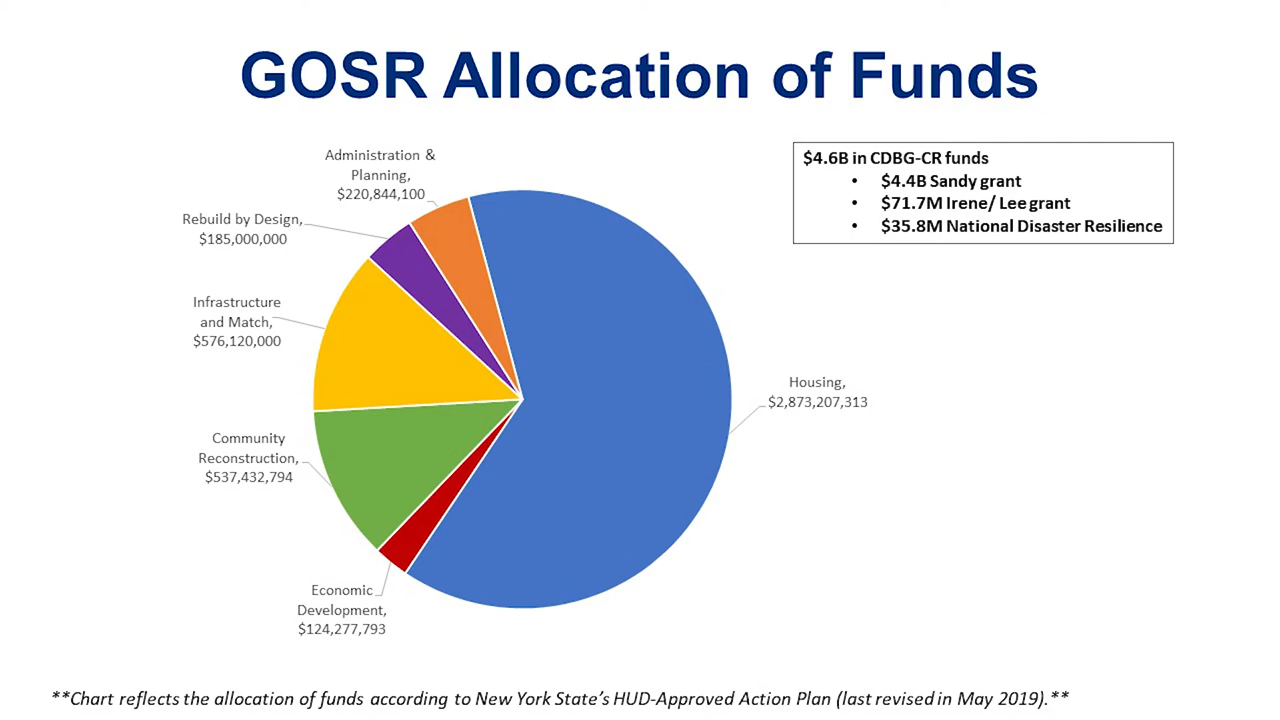 GOSR Allocation of Funds
Administration &
Planning,
$220,844,100
Rebuild by Design,
$185,000,000
Infrastructure
and Match,
$576,120,000
Community
Reconstruction,
$537,432,794
Economic
Development,
$124,277,793
Housing,
$2,873,207,313
$4.6B in CDBG-CR funds
• $4.4B Sandy grant
• $71.7M Irene/ Lee grant
• $35.8M National Disaster Resilience
**Chart reflects the allocation of funds according to New York State’s HUD-Approved Action Plan (last revised in May 2019).**